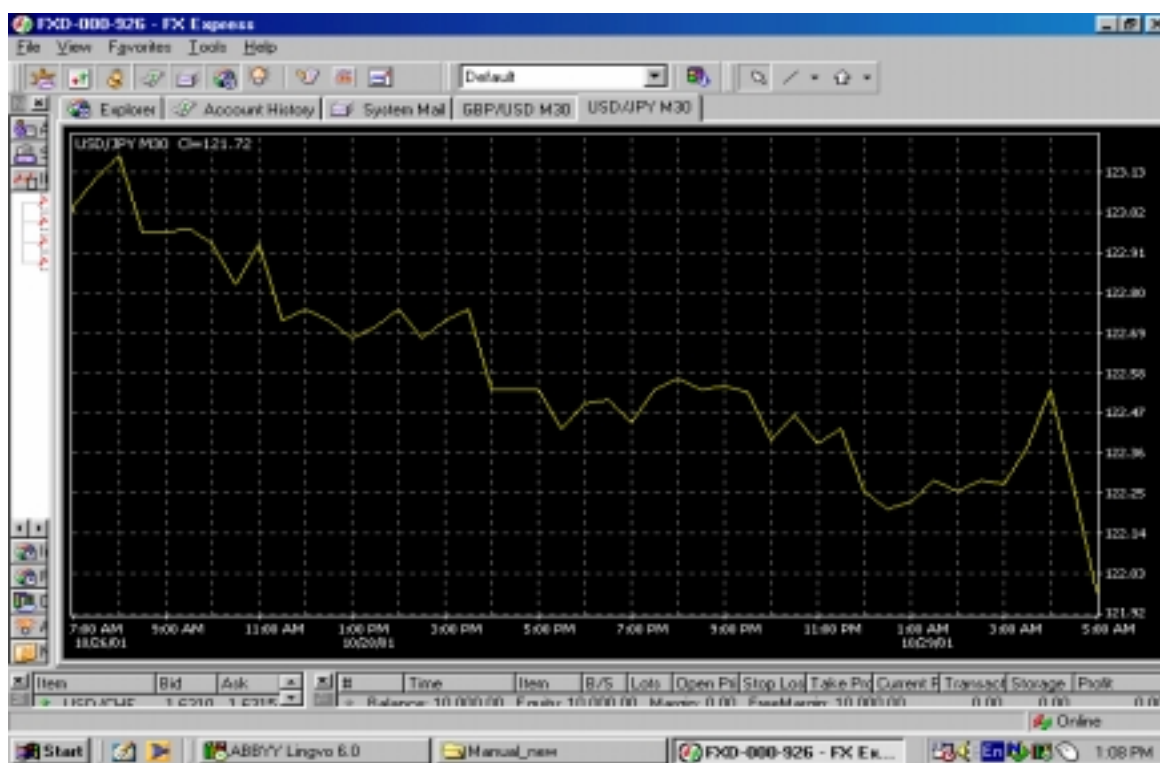 FXD-000-926 - FX Express
File View Favorites Tools Help
Default
Explorer Account History System Mail GBP/USD M30 USD/JPY M30
USD/JPY M30 Cl=121.72
123.13
123.02
122.91
122.80
122.69
122.58
122.47
122.36
122.25
122.14
122.03
121.92
7:00 AM 9:00 AM 11:00 AM 1:00 PM 3:00 PM 5:00 PM 7:00 PM 9:00 PM 11:00 PM 1:00 AM 3:00 AM 5:00 AM
10/26/01 10/28/01 10/29/01
Item Bid Ask # Time Item B/S Lots Open Pri Stop Los Take Pro Current P Transact Storage Profit
USD/CHF 1.6210 1.6215 Balance: 10,000.00 Equity: 10,000.00 Margin: 0.00 FreeMargin: 10,000.00 0.00 0.00 0.00
Online
Start ABBYY Lingvo 6.0 Manual_new FXD-000-926 - FX Ex... En 1:08 PM